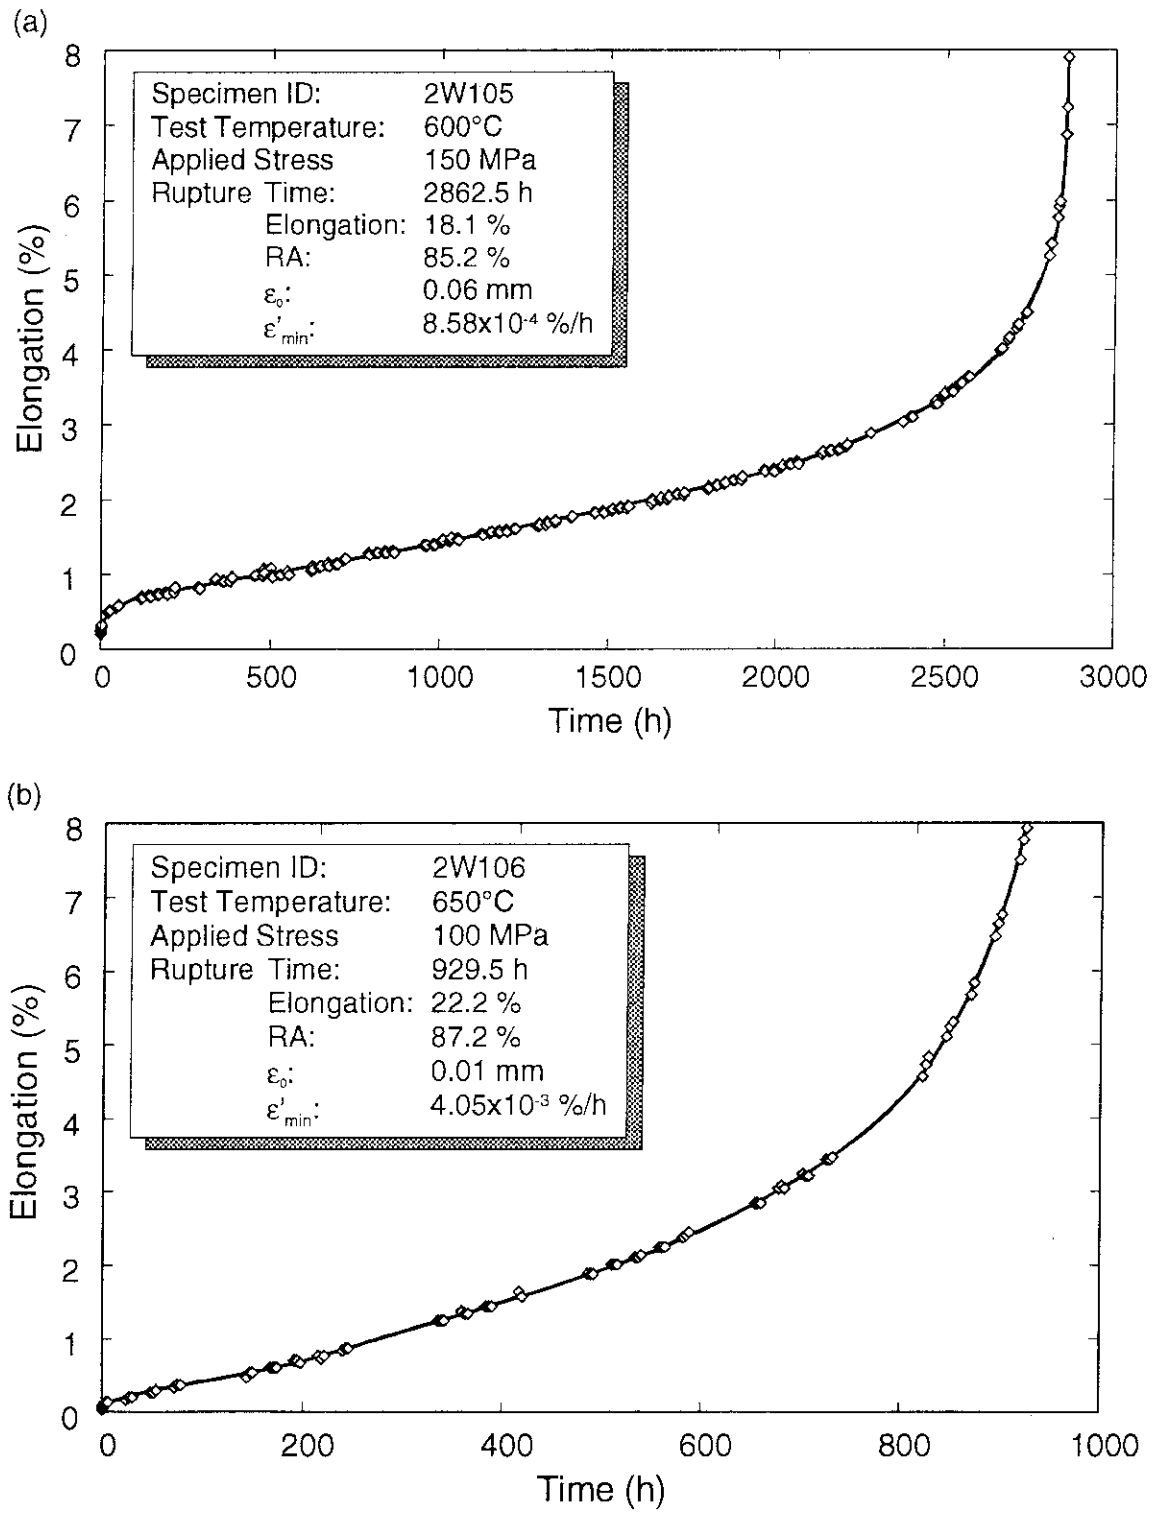 (a)
8
7
6
5
4
3
2
1
0
Elongation (%)
Specimen ID: 2W105
Test Temperature: 600°C
Applied Stress 150 MPa
Rupture Time: 2862.5 h
Elongation: 18.1 %
RA: 85.2 %
ε₀: 0.06 mm
ε'min: 8.58x10⁻⁴ %/h
0 500 1000 1500 2000 2500 3000
Time (h)
(b)
8
7
6
5
4
3
2
1
0
Elongation (%)
Specimen ID: 2W106
Test Temperature: 650°C
Applied Stress 100 MPa
Rupture Time: 929.5 h
Elongation: 22.2 %
RA: 87.2 %
ε₀: 0.01 mm
ε'min: 4.05x10⁻³ %/h
0 200 400 600 800 1000
Time (h)